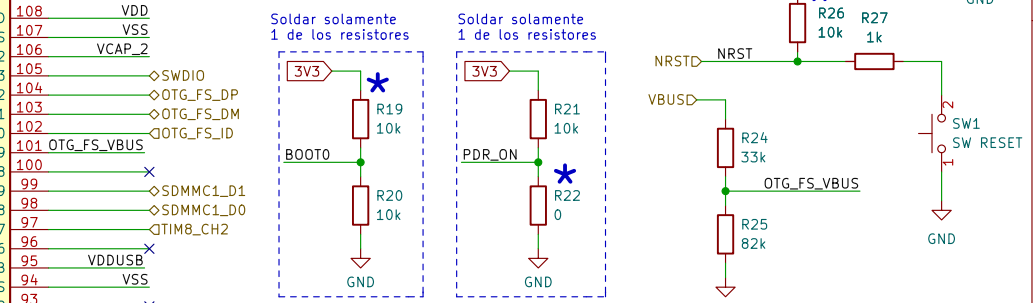 108 VDD
107 VSS
106 VCAP_2
105 SWDIO
104 OTG_FS_DP
103 OTG_FS_DM
102 OTG_FS_ID
101 OTG_FS_VBUS
100
99 SDMMC1_D1
98 SDMMC1_D0
97 TIM8_CH2
96
95 VDDUSB
94 VSS
93
Soldar solamente
1 de los resistores
3V3
*
R19
10k
BOOT0
R20
10k
GND
Soldar solamente
1 de los resistores
3V3
R21
10k
PDR_ON
*
R22
0
GND
GND
R26
10k
R27
1k
NRST NRST
VBUS
R24
33k
OTG_FS_VBUS
R25
82k
2
SW1
SW RESET
1
GND